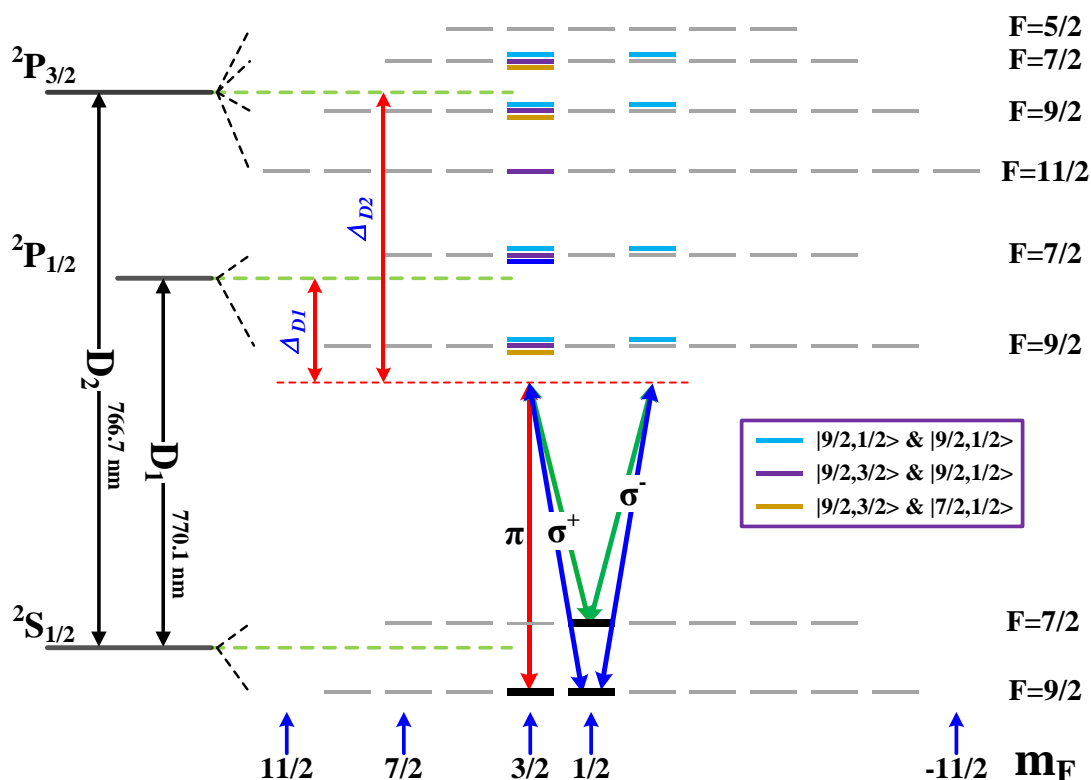 F=5/2
²P₃/₂
F=7/2
F=9/2
F=11/2
Δ_D2
²P₁/₂
F=7/2
Δ_D1
F=9/2
D₂
766.7 nm
D₁
770.1 nm
|9/2,1/2> & |9/2,1/2>
|9/2,3/2> & |9/2,1/2>
|9/2,3/2> & |7/2,1/2>
π
σ⁺
σ⁻
²S₁/₂
F=7/2
F=9/2
11/2
7/2
3/2
1/2
-11/2
m_F